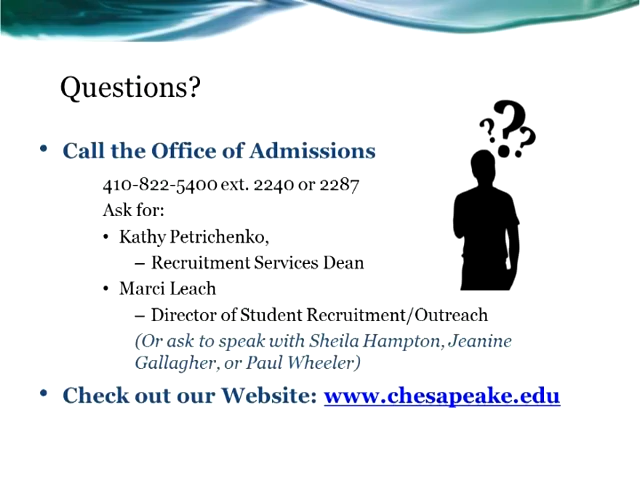 Questions?
• Call the Office of Admissions
410-822-5400 ext. 2240 or 2287
Ask for:
• Kathy Petrichenko,
– Recruitment Services Dean
• Marci Leach
– Director of Student Recruitment/Outreach
(Or ask to speak with Sheila Hampton, Jeanine
Gallagher, or Paul Wheeler)
• Check out our Website: www.chesapeake.edu